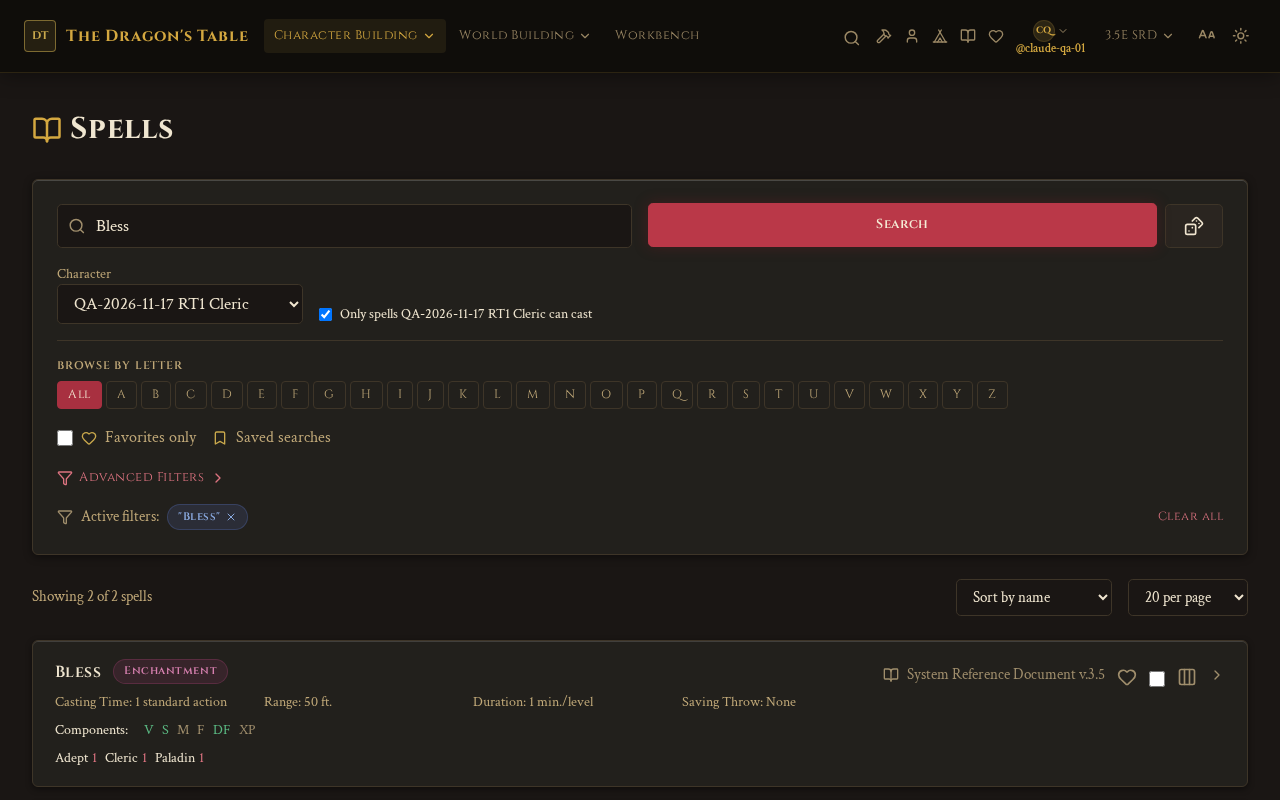 DT The Dragon's Table Character Building World Building Workbench CQ @claude-qa-01 3.5E SRD AA
Spells
Bless Search
Character
QA-2026-11-17 RT1 Cleric Only spells QA-2026-11-17 RT1 Cleric can cast
BROWSE BY LETTER
ALL A B C D E F G H I J K L M N O P Q R S T U V W X Y Z
Favorites only Saved searches
Advanced Filters
Active filters: "Bless" × Clear all
Showing 2 of 2 spells Sort by name 20 per page
Bless Enchantment System Reference Document v.3.5
Casting Time: 1 standard action Range: 50 ft. Duration: 1 min./level Saving Throw: None
Components: V S M F DF XP
Adept 1 Cleric 1 Paladin 1